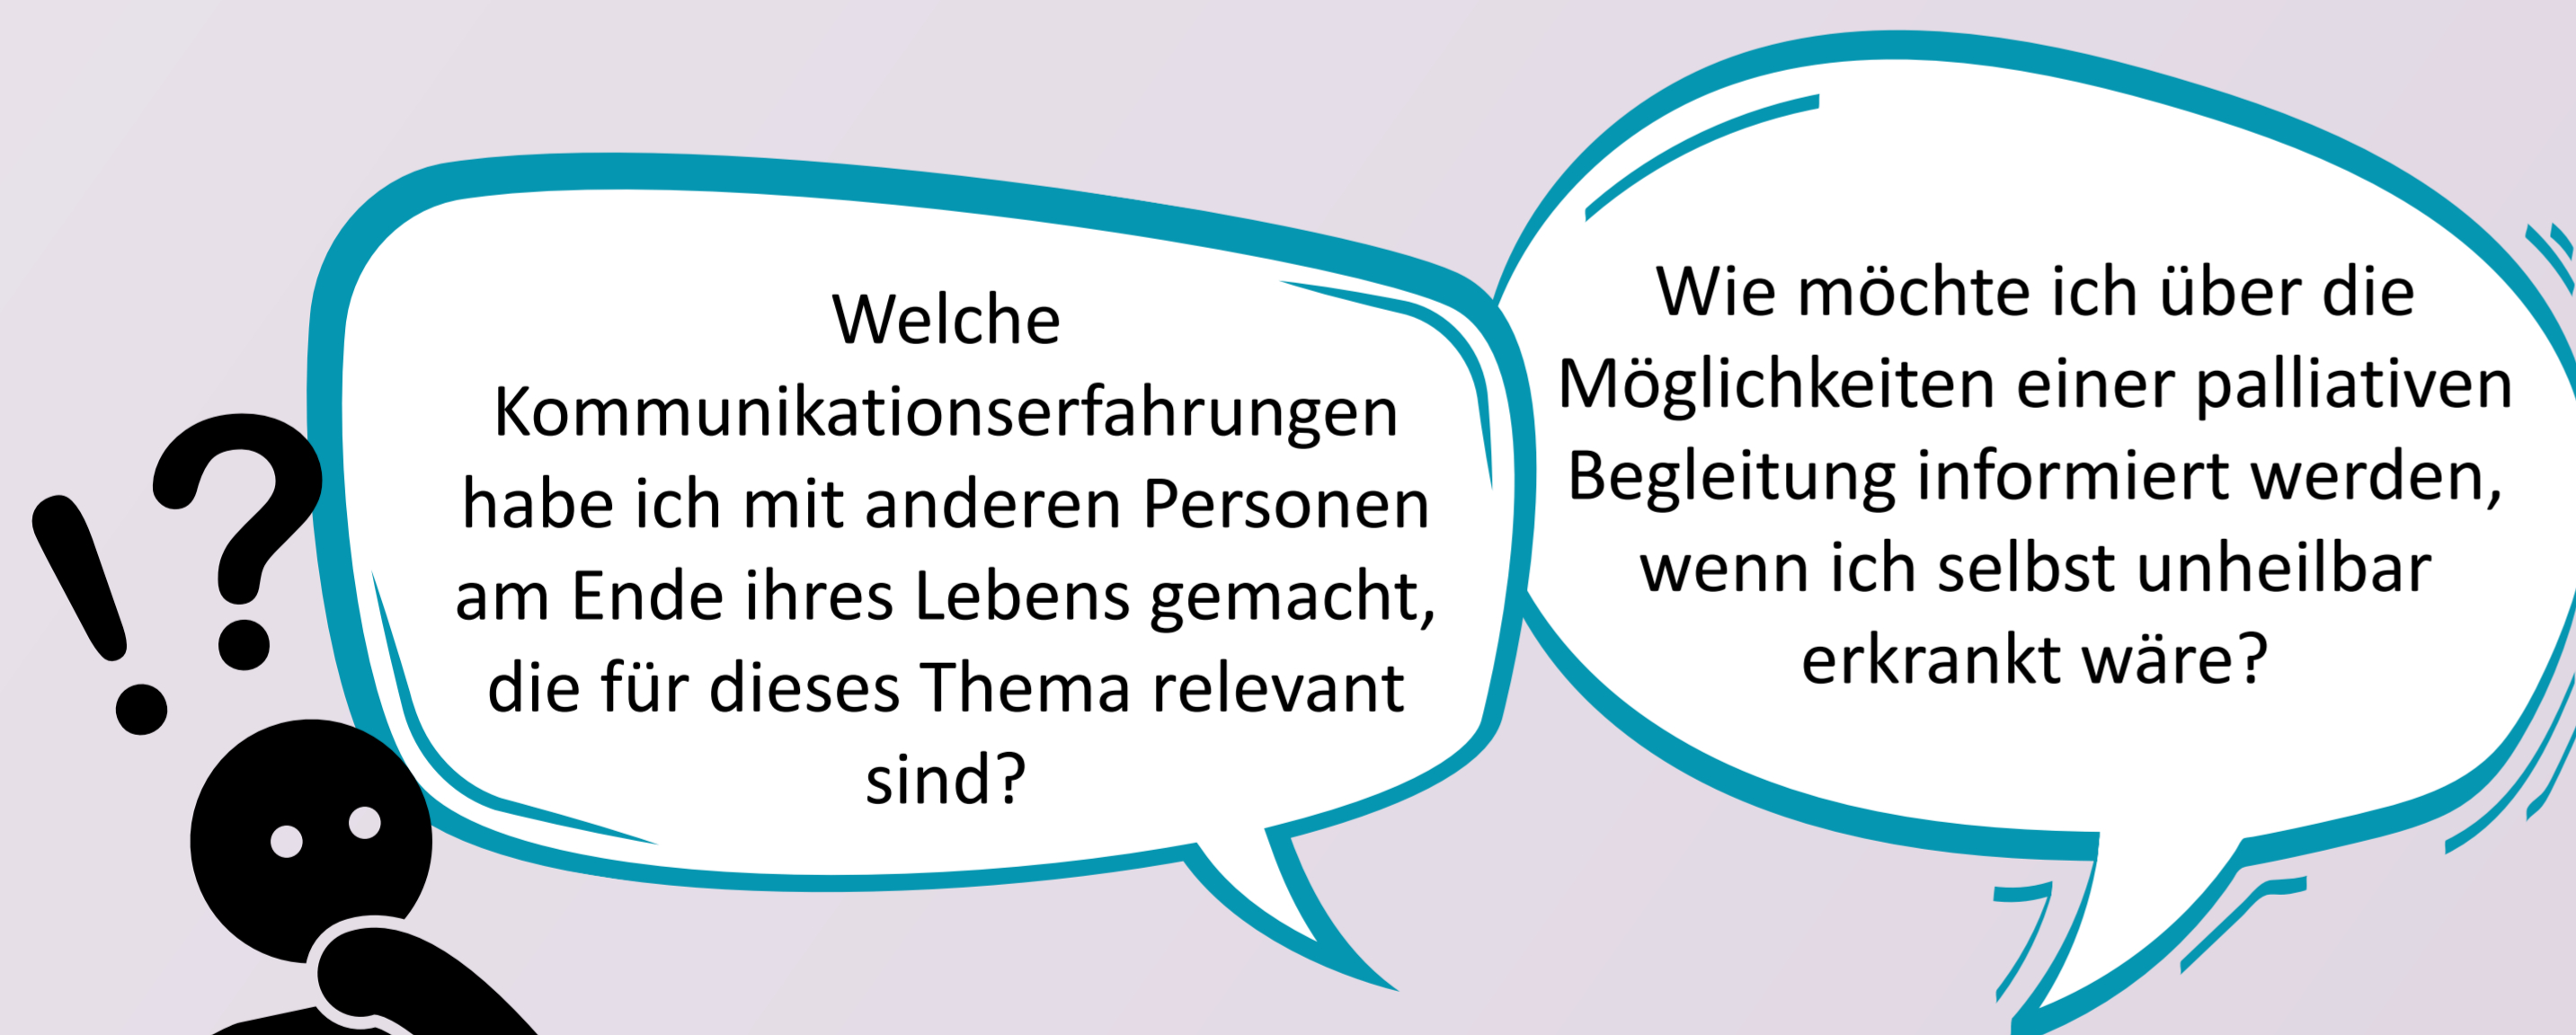 Welche
Kommunikationserfahrungen
habe ich mit anderen Personen
am Ende ihres Lebens gemacht,
die für dieses Thema relevant
sind?
Wie möchte ich über die
Möglichkeiten einer palliativen
Begleitung informiert werden,
wenn ich selbst unheilbar
erkrankt wäre?
!?